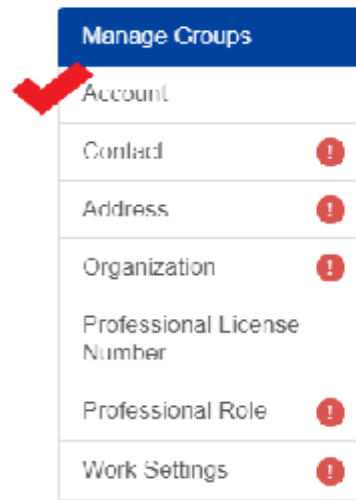 Manage Groups
Account
Contact
Address
Organization
Professional License
Number
Professional Role
Work Settings